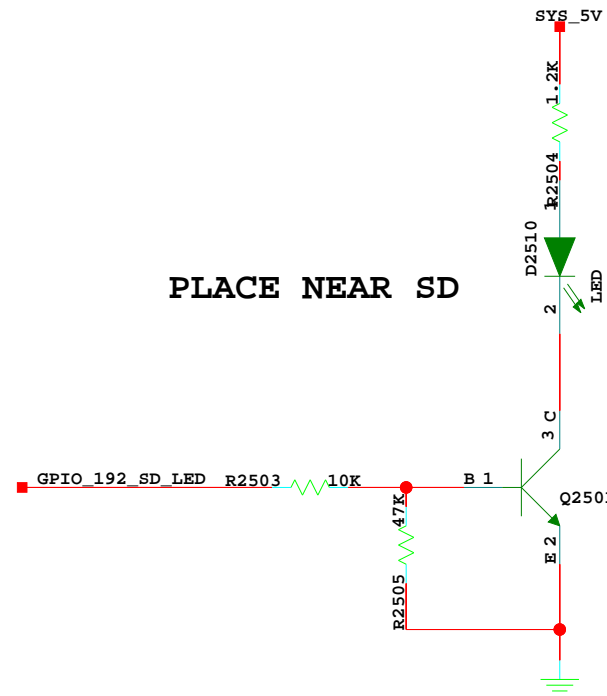 SYS_5V
1.2K
R2504
1
D2510
LED
2
PLACE NEAR SD
3 C
GPIO_192_SD_LED
R2503
10K
B 1
47K
E 2
R2505